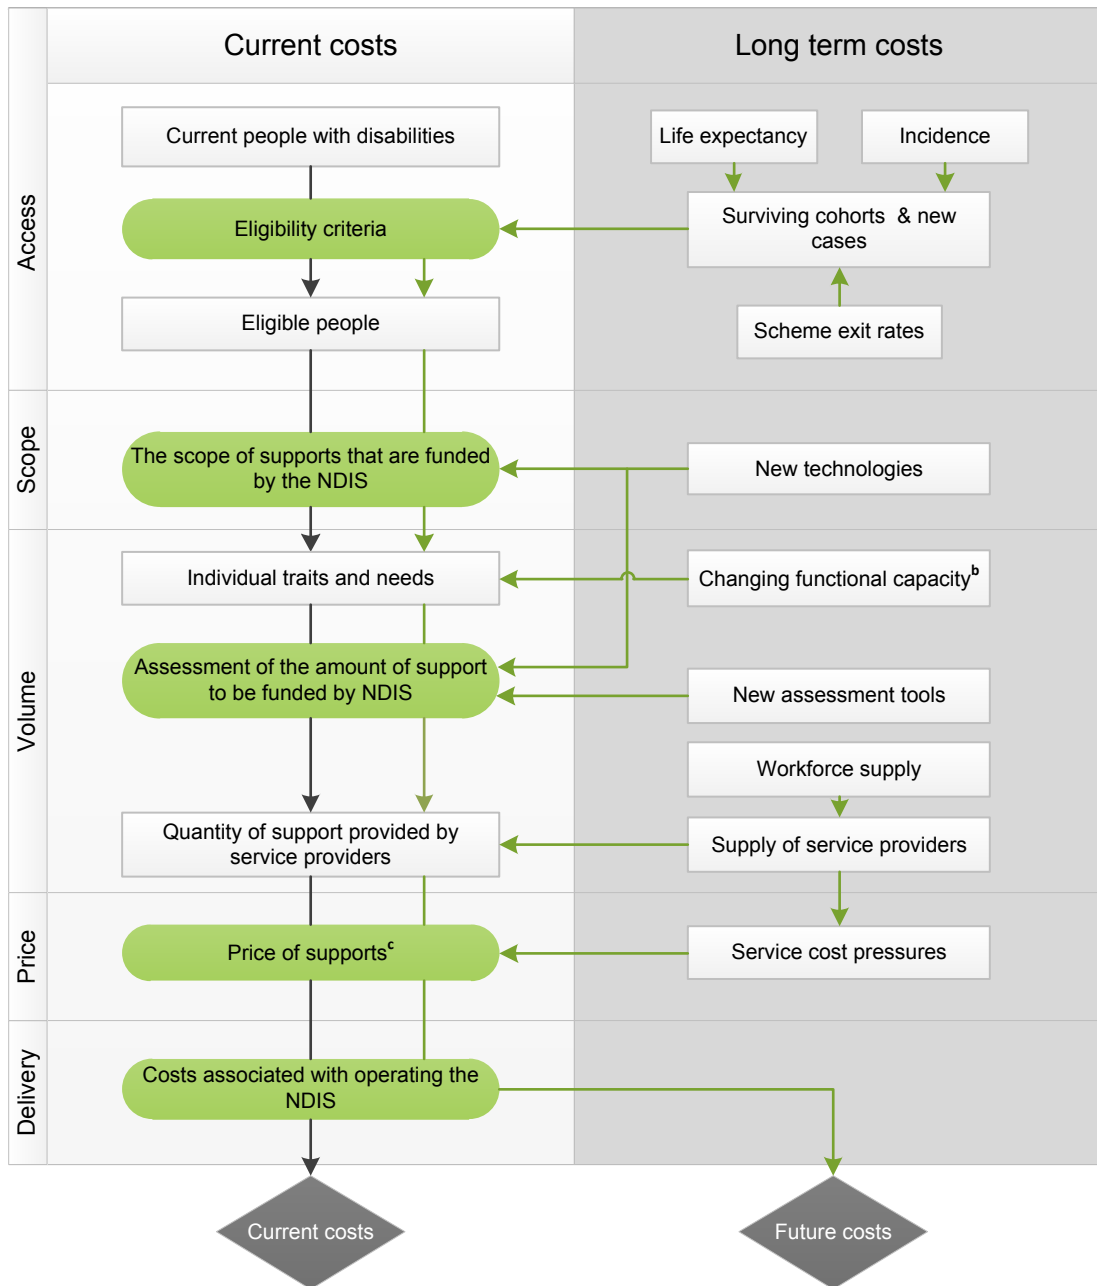 Current costs
Long term costs
Access
Current people with disabilities
Life expectancy
Incidence
Eligibility criteria
Surviving cohorts & new
cases
Eligible people
Scheme exit rates
Scope
The scope of supports that are funded
by the NDIS
New technologies
Volume
Individual traits and needs
Changing functional capacity b
Assessment of the amount of support
to be funded by NDIS
New assessment tools
Workforce supply
Quantity of support provided by
service providers
Supply of service providers
Price
Price of supports c
Service cost pressures
Delivery
Costs associated with operating the
NDIS
Current costs
Future costs